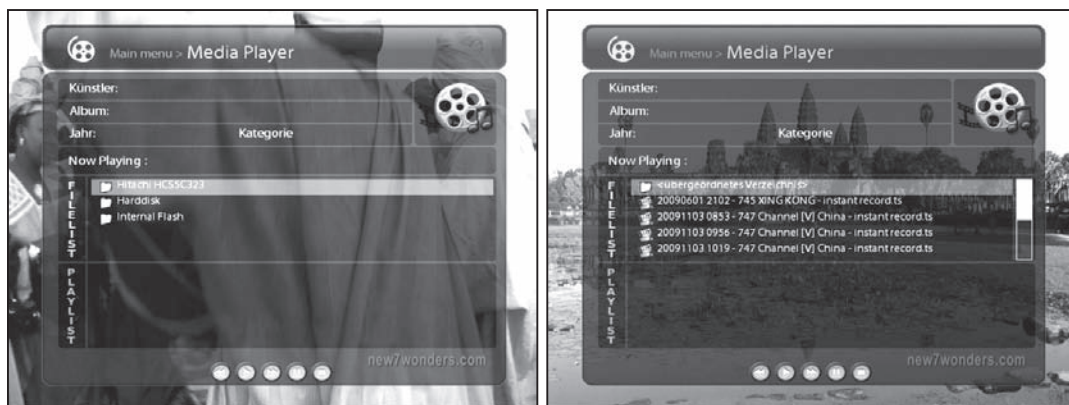 Main menu > Media Player
Künstler:
Album:
Jahr: Kategorie
Now Playing :
FILELIST
Hitachi HCS5C323
Harddisk
Internal Flash
PLAYLIST
new7wonders.com
Main menu > Media Player
Künstler:
Album:
Jahr: Kategorie
Now Playing :
FILELIST
<übergeordnetes Verzeichnis>
20090601 2102 - 745 XING KONG - instant record.ts
20091103 0853 - 747 Channel [V] China - instant record.ts
20091103 0956 - 747 Channel [V] China - instant record.ts
20091103 1019 - 747 Channel [V] China - instant record.ts
PLAYLIST
new7wonders.com